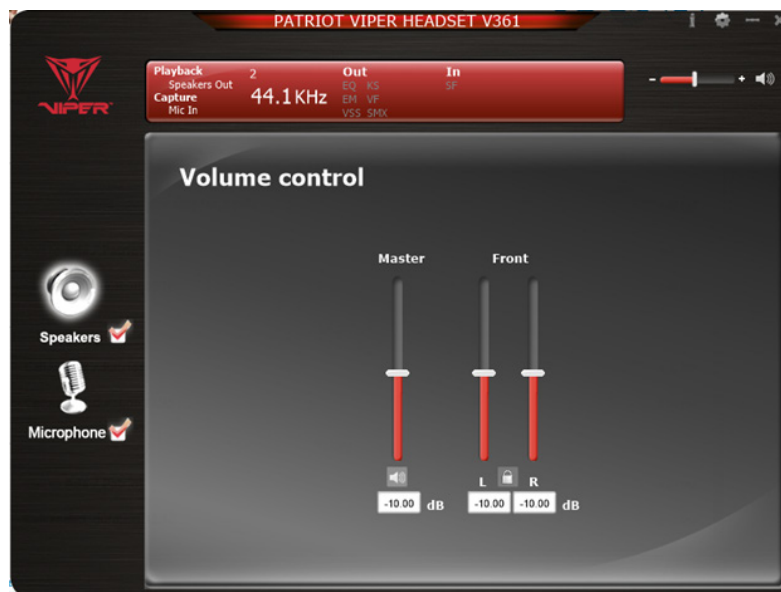 PATRIOT VIPER HEADSET V361
VIPER
Playback 2 Out In
Speakers Out EQ KS SF
Capture 44.1KHz EM VF
Mic In VSS SMX
- +
Volume control
Master Front
Speakers
Microphone
L R
-10.00 dB -10.00 -10.00 dB